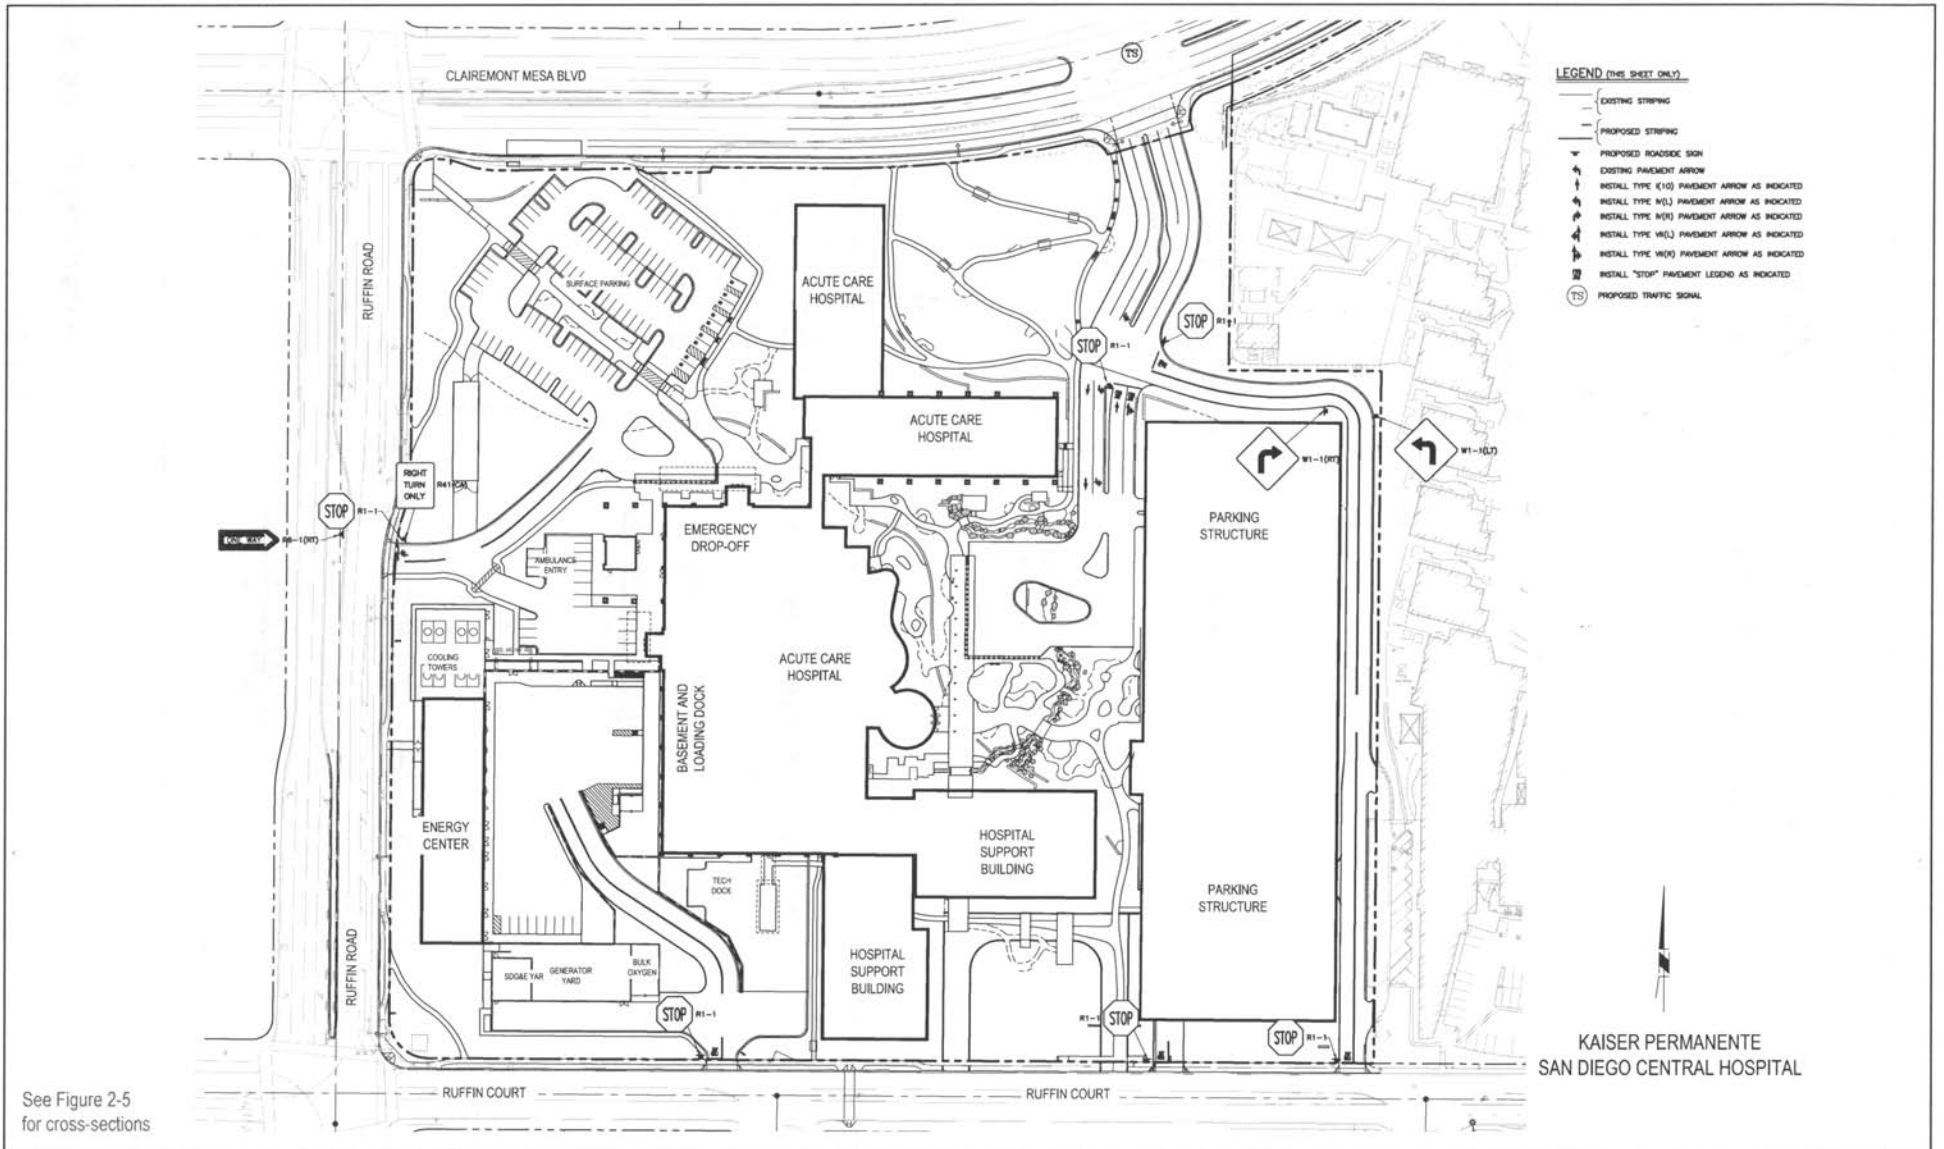 CLAIREMONT MESA BLVD
TS
LEGEND (THIS SHEET ONLY)
EXISTING STRIPING
PROPOSED STRIPING
PROPOSED ROADSIDE SIGN
EXISTING PAVEMENT ARROW
INSTALL TYPE I(10) PAVEMENT ARROW AS INDICATED
INSTALL TYPE IV(L) PAVEMENT ARROW AS INDICATED
INSTALL TYPE IV(R) PAVEMENT ARROW AS INDICATED
INSTALL TYPE VII(L) PAVEMENT ARROW AS INDICATED
INSTALL TYPE VII(R) PAVEMENT ARROW AS INDICATED
INSTALL "STOP" PAVEMENT LEGEND AS INDICATED
TS PROPOSED TRAFFIC SIGNAL
RUFFIN ROAD
SURFACE PARKING
ACUTE CARE
HOSPITAL
STOP R1-1
STOP R1-1
ACUTE CARE
HOSPITAL
W1-1(RT)
W1-1(LT)
RIGHT
TURN
ONLY
STOP R1-1
ONE WAY
EMERGENCY
DROP-OFF
PARKING
STRUCTURE
AMBULANCE
ENTRY
COOLING
TOWERS
ACUTE CARE
HOSPITAL
BASEMENT AND
LOADING DOCK
ENERGY
CENTER
HOSPITAL
SUPPORT
BUILDING
TECH
DOCK
PARKING
STRUCTURE
RUFFIN ROAD
SDG&E YAR
GENERATOR
YARD
BULK
OXYGEN
HOSPITAL
SUPPORT
BUILDING
STOP R1-1
R1-1 STOP
STOP R1-1
KAISER PERMANENTE
SAN DIEGO CENTRAL HOSPITAL
RUFFIN COURT
RUFFIN COURT
See Figure 2-5
for cross-sections